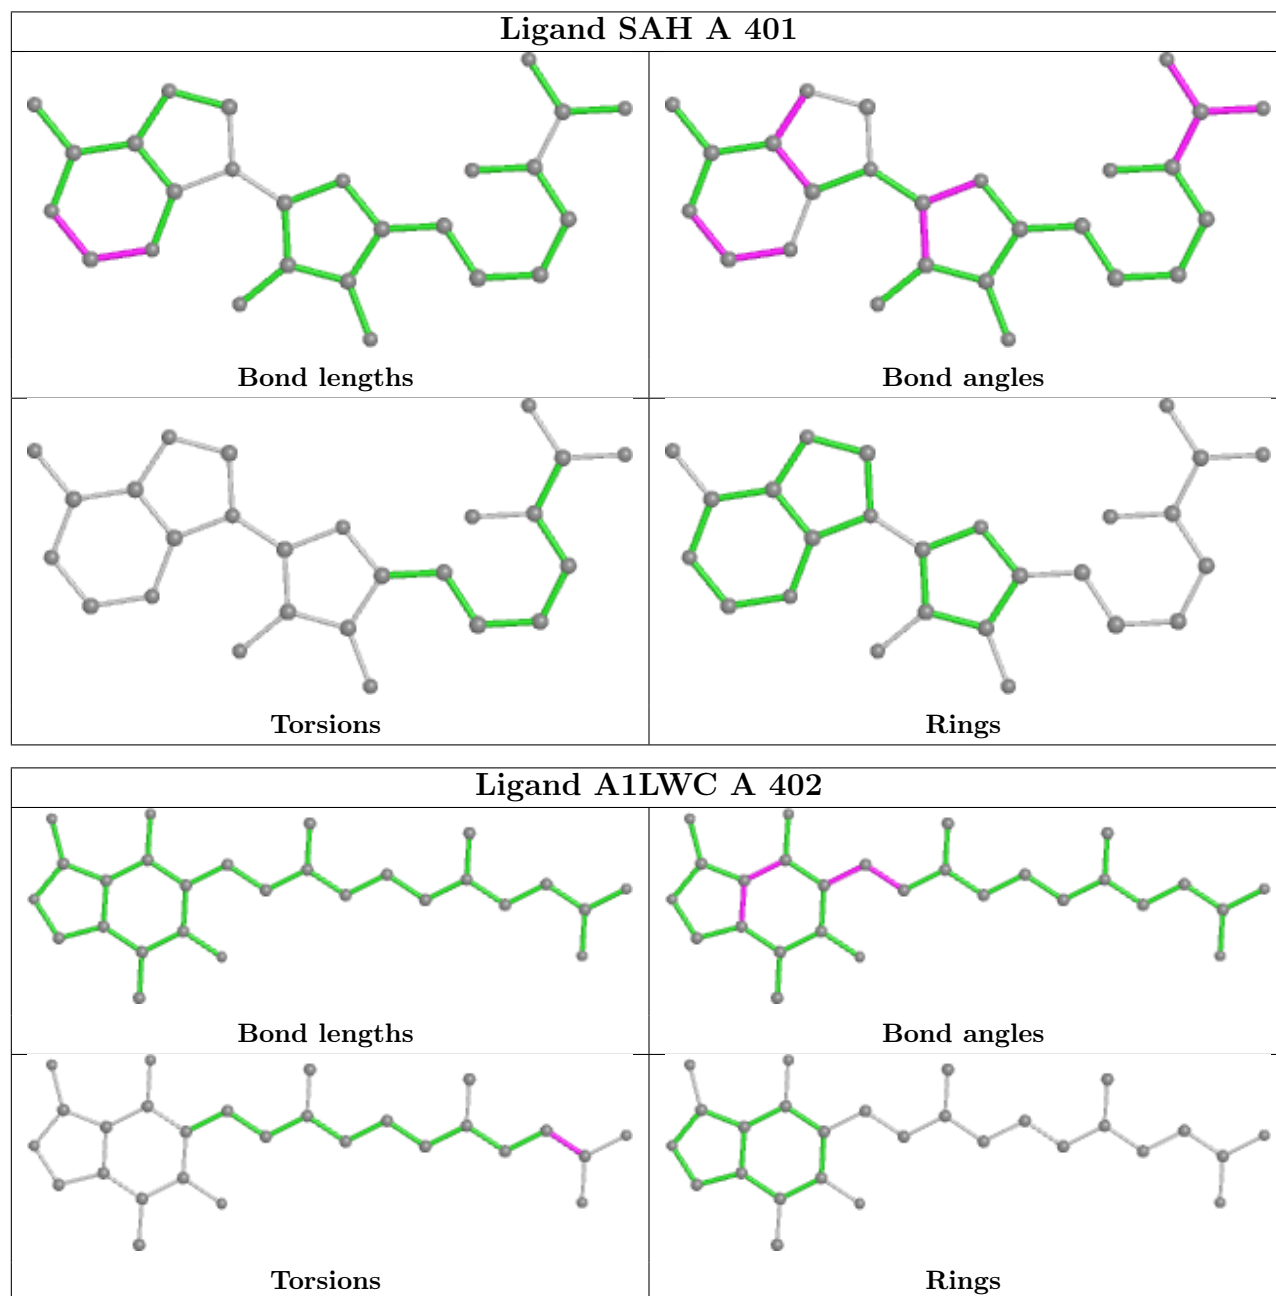 Ligand SAH A 401
Bond lengths
Bond angles
Torsions
Rings
Ligand A1LWC A 402
Bond lengths
Bond angles
Torsions
Rings